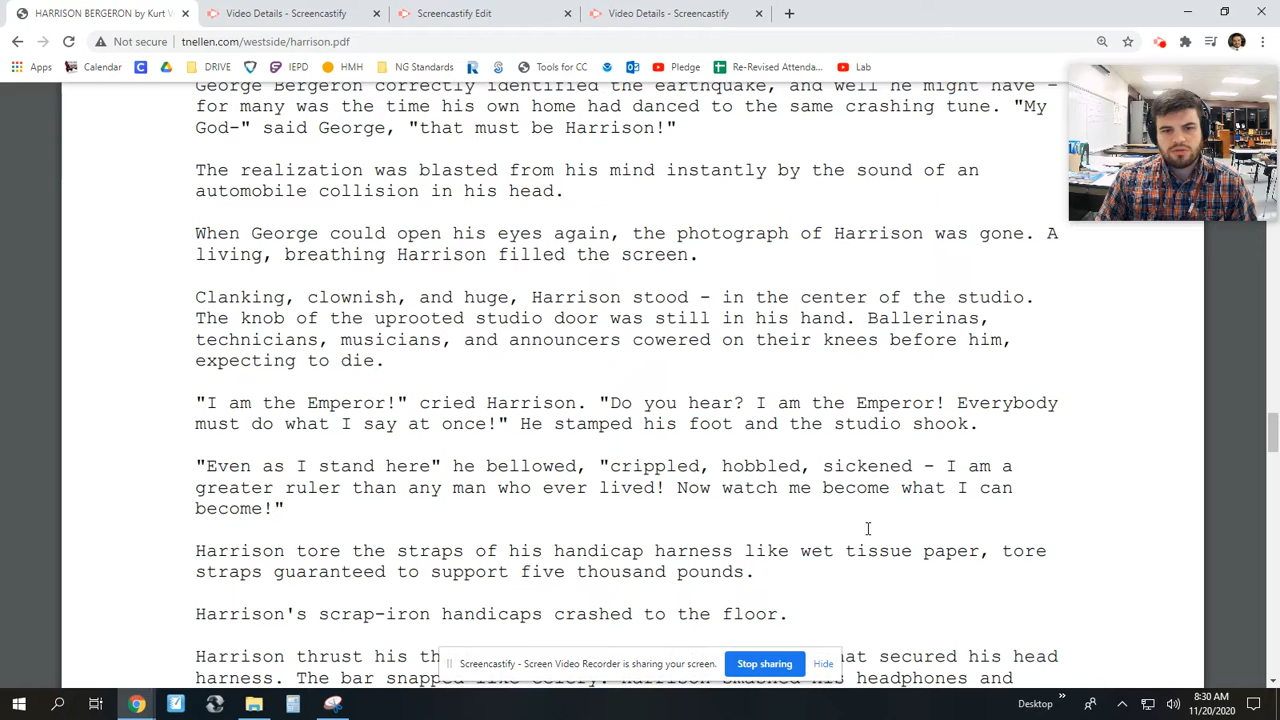 HARRISON BERGERON by Kurt V
Video Details - Screencastify
Screencastify Edit
Video Details - Screencastify
Not secure
tnellen.com/westside/harrison.pdf
Apps
Calendar
DRIVE
IEPD
HMH
NG Standards
Tools for CC
Pledge
Re-Revised Attenda...
Lab
George Bergeron correctly identified the earthquake, and well he might have -
for many was the time his own home had danced to the same crashing tune. "My
God-" said George, "that must be Harrison!"
The realization was blasted from his mind instantly by the sound of an
automobile collision in his head.
When George could open his eyes again, the photograph of Harrison was gone. A
living, breathing Harrison filled the screen.
Clanking, clownish, and huge, Harrison stood - in the center of the studio.
The knob of the uprooted studio door was still in his hand. Ballerinas,
technicians, musicians, and announcers cowered on their knees before him,
expecting to die.
"I am the Emperor!" cried Harrison. "Do you hear? I am the Emperor! Everybody
must do what I say at once!" He stamped his foot and the studio shook.
"Even as I stand here" he bellowed, "crippled, hobbled, sickened - I am a
greater ruler than any man who ever lived! Now watch me become what I can
become!"
Harrison tore the straps of his handicap harness like wet tissue paper, tore
straps guaranteed to support five thousand pounds.
Harrison's scrap-iron handicaps crashed to the floor.
Harrison thrust his th hat secured his head
harness. The bar snapped like celery. Harrison smashed his headphones and
Screencastify - Screen Video Recorder is sharing your screen.
Stop sharing
Hide
Desktop
8:30 AM
11/20/2020